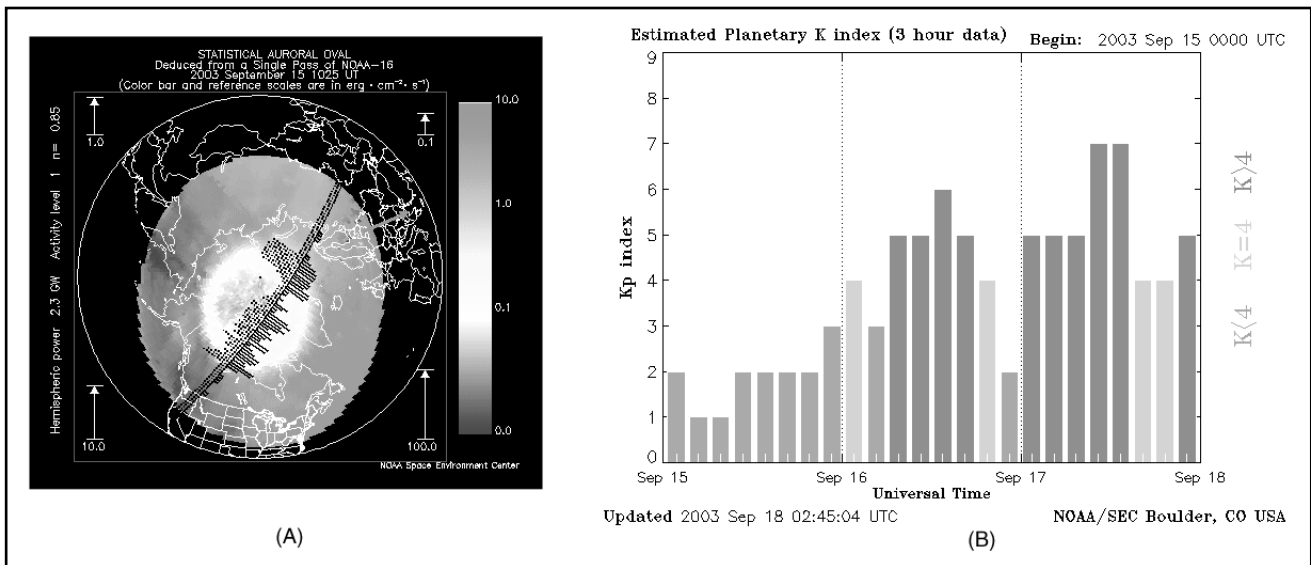 STATISTICAL AURORAL OVAL
Deduced from a Single Pass of NOAA-16
2003 September 15 1025 UT
(Color bar and reference scales are in erg · cm⁻² · s⁻¹)
Hemispheric power 2.3 GW Activity level 1 n= 0.85
1.0
0.1
10.0
100.0
10.0
1.0
0.1
0.0
NOAA Space Environment Center
(A)
Estimated Planetary K index (3 hour data)
Begin: 2003 Sep 15 0000 UTC
Kp index
9
8
7
6
5
4
3
2
1
0
Sep 15
Sep 16
Sep 17
Sep 18
Universal Time
K<4 K=4 K>4
Updated 2003 Sep 18 02:45:04 UTC
NOAA/SEC Boulder, CO USA
(B)